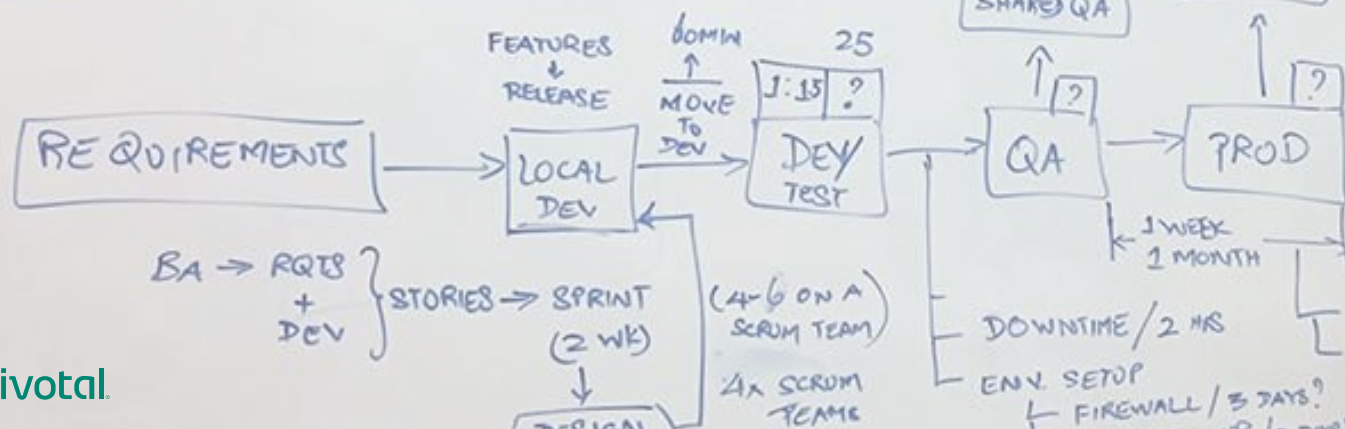 SHARED QA
FEATURES
RELEASE
MOVE
TO
DEV
25
1:15 ?
?
?
REQUIREMENTS
LOCAL
DEV
DEV/
TEST
QA
PROD
BA → RQTS
+
DEV
STORIES → SPRINT
(2 WK)
(4-6 ON A
SCRUM TEAM)
4x SCRUM
TEAMS
1 WEEK
1 MONTH
DOWNTIME / 2 HRS
ENV. SETUP
FIREWALL / 3 DAYS?
ivotal